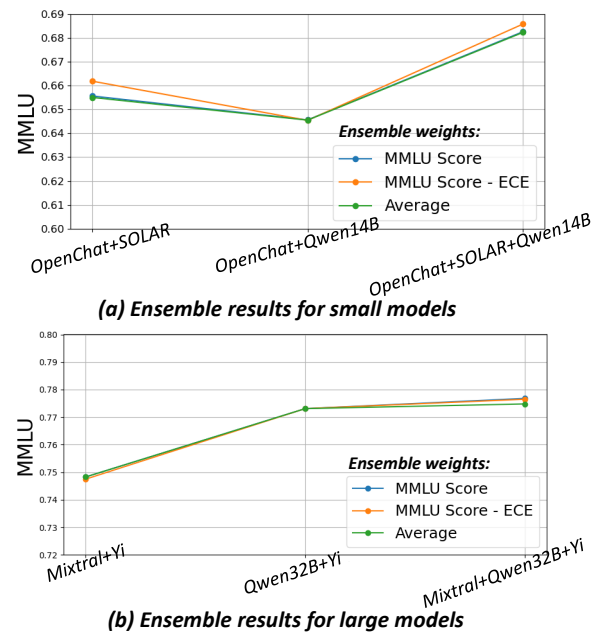 0.69
0.68
0.67
0.66
0.65
0.64
0.63
0.62
0.61
0.60
MMLU
Ensemble weights:
MMLU Score
MMLU Score - ECE
Average
OpenChat+SOLAR
OpenChat+Qwen14B
OpenChat+SOLAR+Qwen14B
(a) Ensemble results for small models
0.80
0.79
0.78
0.77
0.76
0.75
0.74
0.73
0.72
MMLU
Ensemble weights:
MMLU Score
MMLU Score - ECE
Average
Mixtral+Yi
Qwen32B+Yi
Mixtral+Qwen32B+Yi
(b) Ensemble results for large models